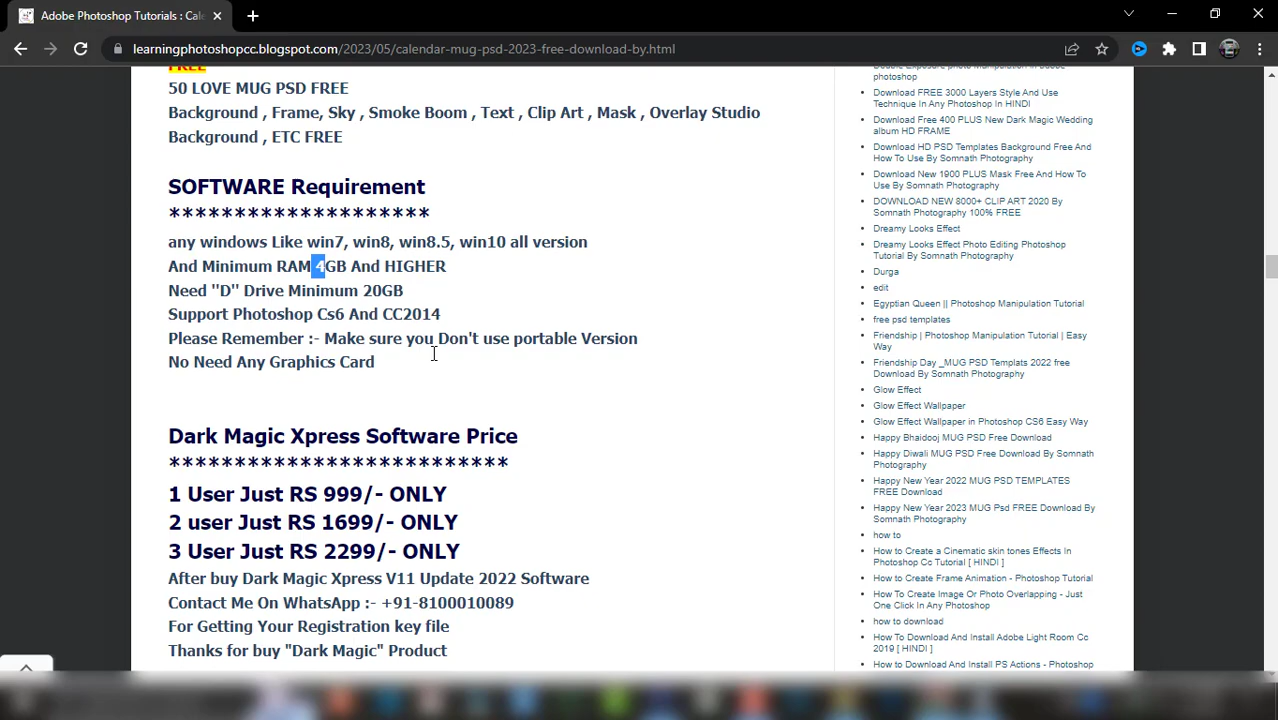 Adobe Photoshop Tutorials : Cale
learningphotoshopcc.blogspot.com/2023/05/calendar-mug-psd-2023-free-download-by.html
FREE
50 LOVE MUG PSD FREE
Background , Frame, Sky , Smoke Boom , Text , Clip Art , Mask , Overlay Studio
Background , ETC FREE
SOFTWARE Requirement
********************
any windows Like win7, win8, win8.5, win10 all version
And Minimum RAM 4GB And HIGHER
Need "D" Drive Minimum 20GB
Support Photoshop Cs6 And CC2014
Please Remember :- Make sure you Don't use portable Version
No Need Any Graphics Card
Dark Magic Xpress Software Price
**************************
1 User Just RS 999/- ONLY
2 user Just RS 1699/- ONLY
3 User Just RS 2299/- ONLY
After buy Dark Magic Xpress V11 Update 2022 Software
Contact Me On WhatsApp :- +91-8100010089
For Getting Your Registration key file
Thanks for buy "Dark Magic" Product
Double Exposure photo Manipulation in adobe
photoshop
Download FREE 3000 Layers Style And Use
Technique In Any Photoshop In HINDI
Download Free 400 PLUS New Dark Magic Wedding
album HD FRAME
Download HD PSD Templates Background Free And
How To Use By Somnath Photography
Download New 1900 PLUS Mask Free And How To
Use By Somnath Photography
DOWNLOAD NEW 8000+ CLIP ART 2020 By
Somnath Photography 100% FREE
Dreamy Looks Effect
Dreamy Looks Effect Photo Editing Photoshop
Tutorial By Somnath Photography
Durga
edit
Egyptian Queen || Photoshop Manipulation Tutorial
free psd templates
Friendship | Photoshop Manipulation Tutorial | Easy
Way
Friendship Day _MUG PSD Templats 2022 free
Download By Somnath Photography
Glow Effect
Glow Effect Wallpaper
Glow Effect Wallpaper in Photoshop CS6 Easy Way
Happy Bhaidooj MUG PSD Free Download
Happy Diwali MUG PSD Free Download By Somnath
Photography
Happy New Year 2022 MUG PSD TEMPLATES
FREE Download
Happy New Year 2023 MUG Psd FREE Download By
Somnath Photography
how to
How to Create a Cinematic skin tones Effects In
Photoshop Cc Tutorial [ HINDI ]
How to Create Frame Animation - Photoshop Tutorial
How To Create Image Or Photo Overlapping - Just
One Click In Any Photoshop
how to download
How To Download And Install Adobe Light Room Cc
2019 [ HINDI ]
How to Download And Install PS Actions - Photoshop